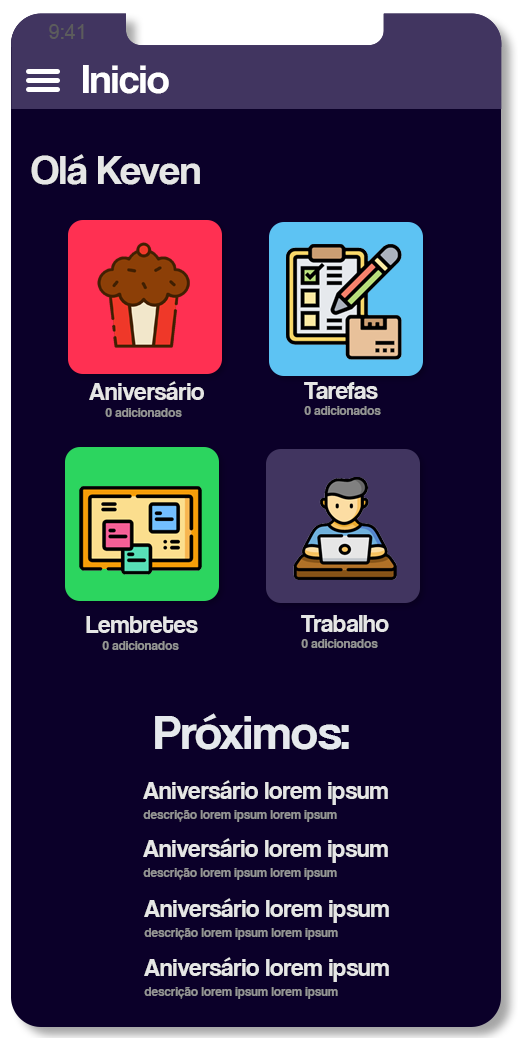 9:41
Inicio
Olá Keven
Aniversário
0 adicionados
Tarefas
0 adicionados
Lembretes
0 adicionados
Trabalho
0 adicionados
Próximos:
Aniversário lorem ipsum
descrição lorem ipsum lorem ipsum
Aniversário lorem ipsum
descrição lorem ipsum lorem ipsum
Aniversário lorem ipsum
descrição lorem ipsum lorem ipsum
Aniversário lorem ipsum
descrição lorem ipsum lorem ipsum